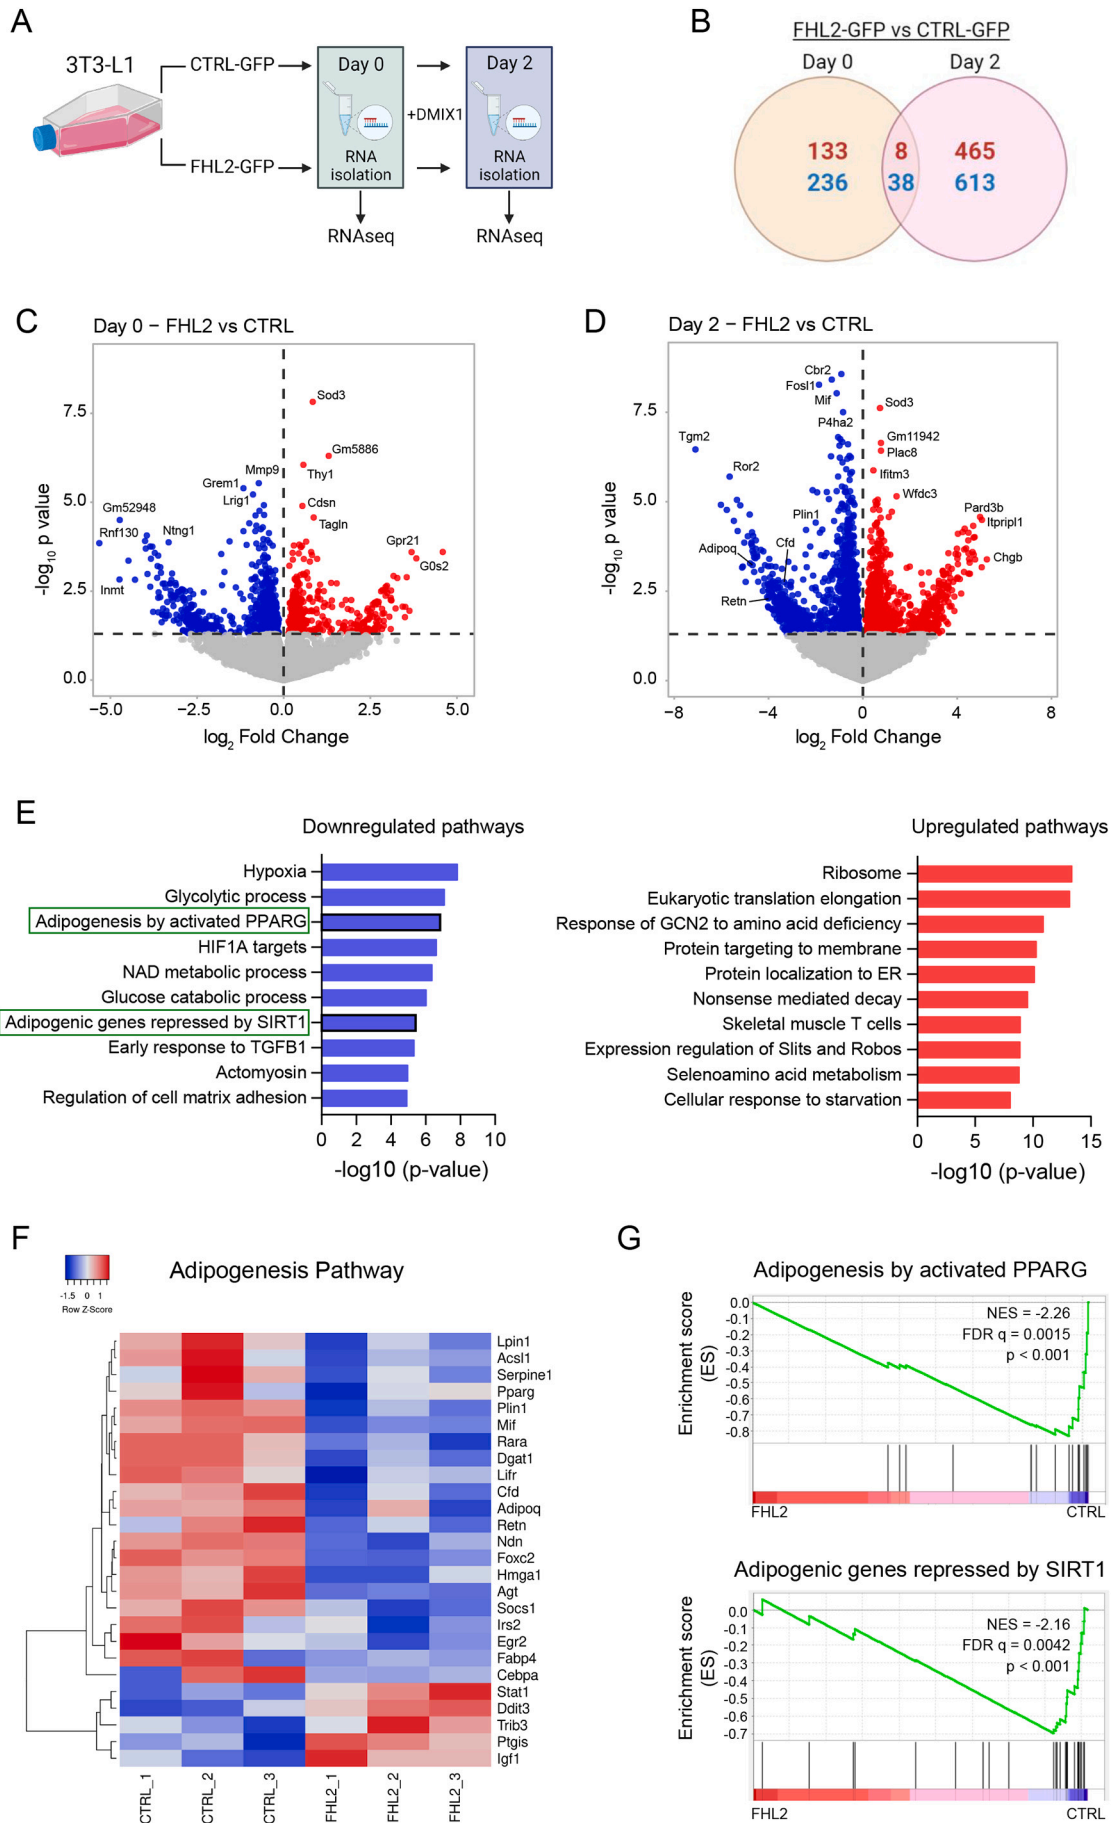 A
3T3-L1
CTRL-GFP
FHL2-GFP
Day 0
RNA
isolation
+DMIX1
Day 2
RNA
isolation
RNAseq
RNAseq
B
FHL2-GFP vs CTRL-GFP
Day 0
Day 2
133
8
465
236
38
613
C
Day 0 − FHL2 vs CTRL
-log10 p value
7.5
5.0
2.5
0.0
Sod3
Gm5886
Thy1
Mmp9
Grem1
Lrig1
Cdsn
Tagln
Gm52948
Rnf130
Ntng1
Inmt
Gpr21
G0s2
−5.0
−2.5
0.0
2.5
5.0
log2 Fold Change
D
Day 2 − FHL2 vs CTRL
-log10 p value
7.5
5.0
2.5
0.0
Cbr2
Fosl1
Mif
P4ha2
Sod3
Gm11942
Plac8
Ifitm3
Wfdc3
Tgm2
Ror2
Plin1
Cfd
Adipoq
Retn
Pard3b
Itpripl1
Chgb
−8
−4
0
4
8
log2 Fold Change
E
Downregulated pathways
Hypoxia
Glycolytic process
Adipogenesis by activated PPARG
HIF1A targets
NAD metabolic process
Glucose catabolic process
Adipogenic genes repressed by SIRT1
Early response to TGFB1
Actomyosin
Regulation of cell matrix adhesion
0 2 4 6 8 10
-log10 (p-value)
Upregulated pathways
Ribosome
Eukaryotic translation elongation
Response of GCN2 to amino acid deficiency
Protein targeting to membrane
Protein localization to ER
Nonsense mediated decay
Skeletal muscle T cells
Expression regulation of Slits and Robos
Selenoamino acid metabolism
Cellular response to starvation
0 5 10 15
-log10 (p-value)
F
-1.5 0 1
Row Z-Score
Adipogenesis Pathway
Lpin1
Acsl1
Serpine1
Pparg
Plin1
Mif
Rara
Dgat1
Lifr
Cfd
Adipoq
Retn
Ndn
Foxc2
Hmga1
Agt
Socs1
Irs2
Egr2
Fabp4
Cebpa
Stat1
Ddit3
Trib3
Ptgis
Igf1
CTRL_1
CTRL_2
CTRL_3
FHL2_1
FHL2_2
FHL2_3
G
Adipogenesis by activated PPARG
Enrichment score
(ES)
0.0
-0.1
-0.2
-0.3
-0.4
-0.5
-0.6
-0.7
-0.8
NES = -2.26
FDR q = 0.0015
p < 0.001
FHL2
CTRL
Adipogenic genes repressed by SIRT1
Enrichment score
(ES)
0.0
-0.1
-0.2
-0.3
-0.4
-0.5
-0.6
-0.7
NES = -2.16
FDR q = 0.0042
p < 0.001
FHL2
CTRL